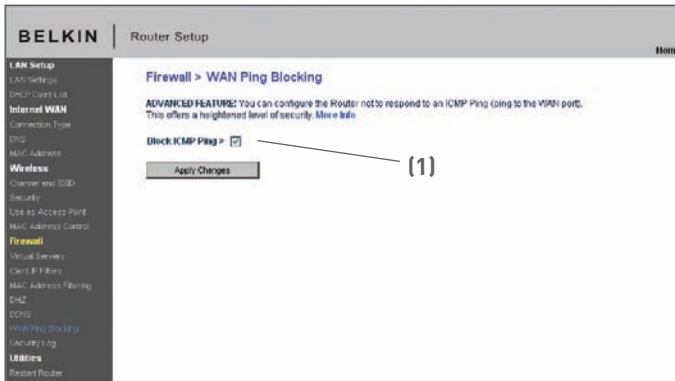 BELKIN
Router Setup
Hom
LAN Setup
LAN Settings
DHCP Client List
Internet WAN
Connection Type
DNS
MAC Address
Wireless
Channel and SSID
Security
Use as Access Point
MAC Address Control
Firewall
Virtual Servers
Client IP Filters
MAC Address Filtering
DMZ
DDNS
WAN Ping Blocking
Security Log
Utilities
Restart Router
Firewall > WAN Ping Blocking
ADVANCED FEATURE! You can configure the Router not to respond to an ICMP Ping (ping to the WAN port).
This offers a heightened level of security. More Info
Block ICMP Ping >
Apply Changes
(1)